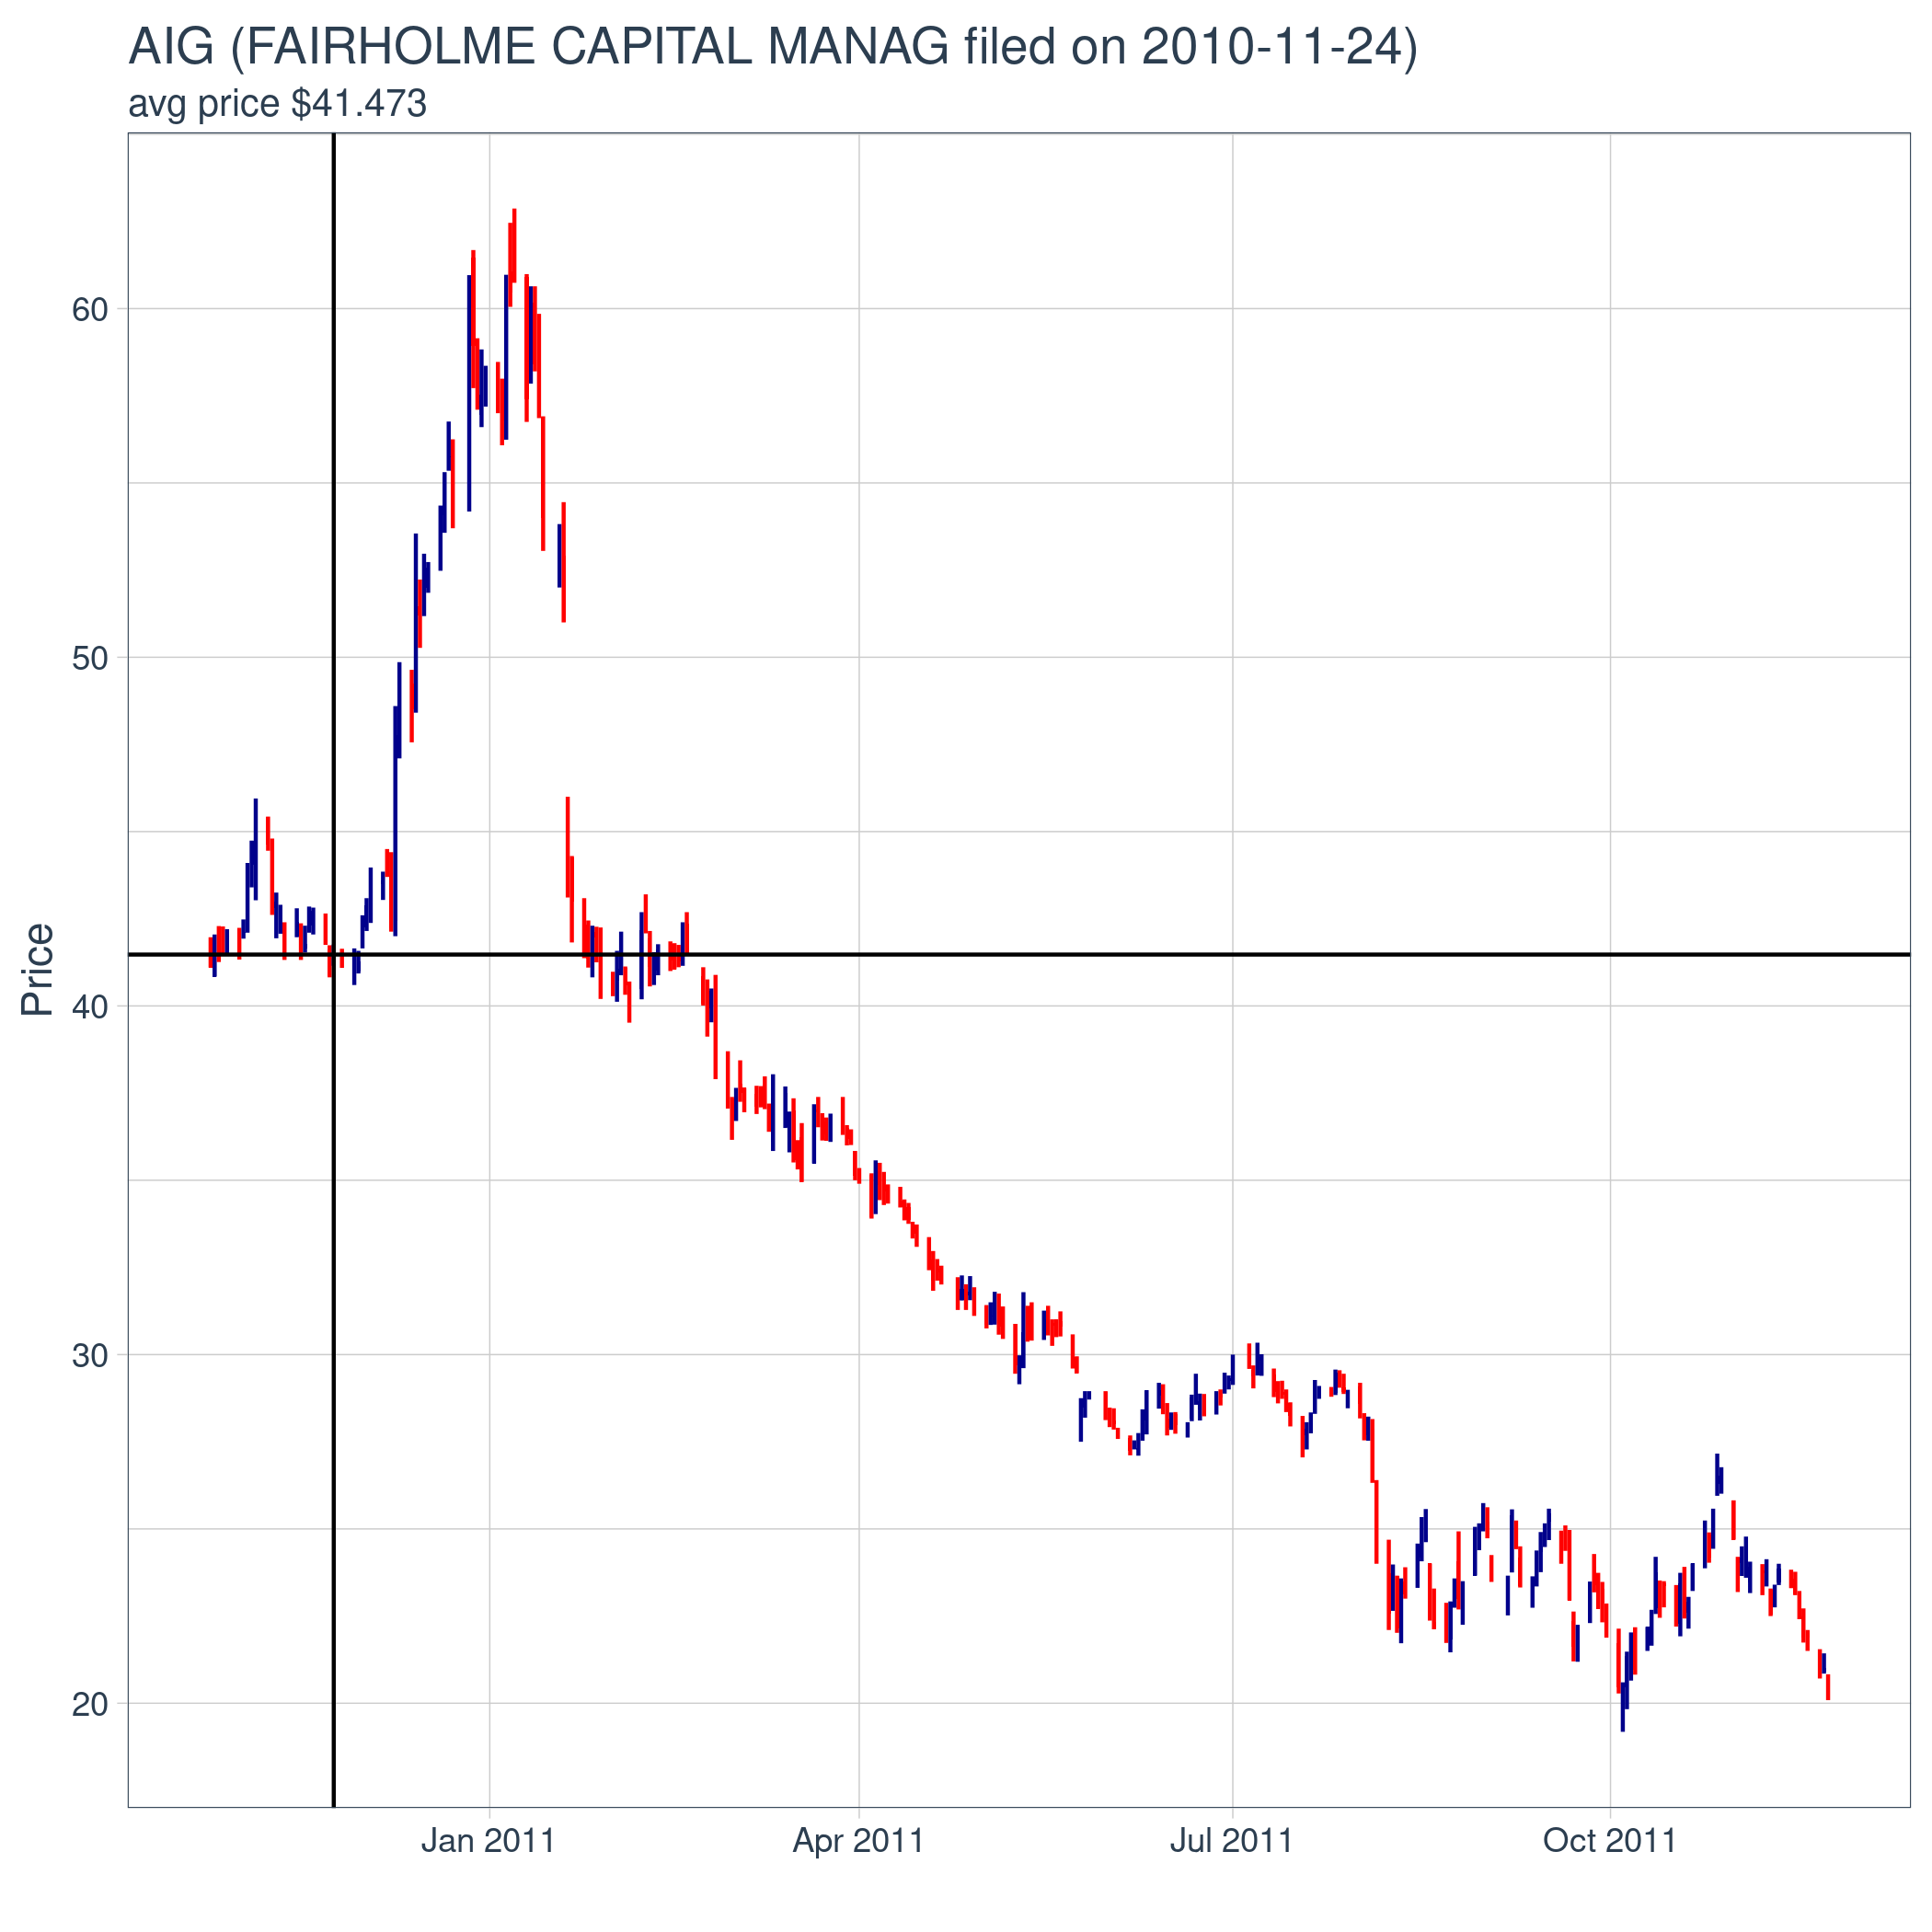 AIG (FAIRHOLME CAPITAL MANAG filed on 2010-11-24)
avg price $41.473
60
50
40
30
20
Price
Jan 2011 Apr 2011 Jul 2011 Oct 2011